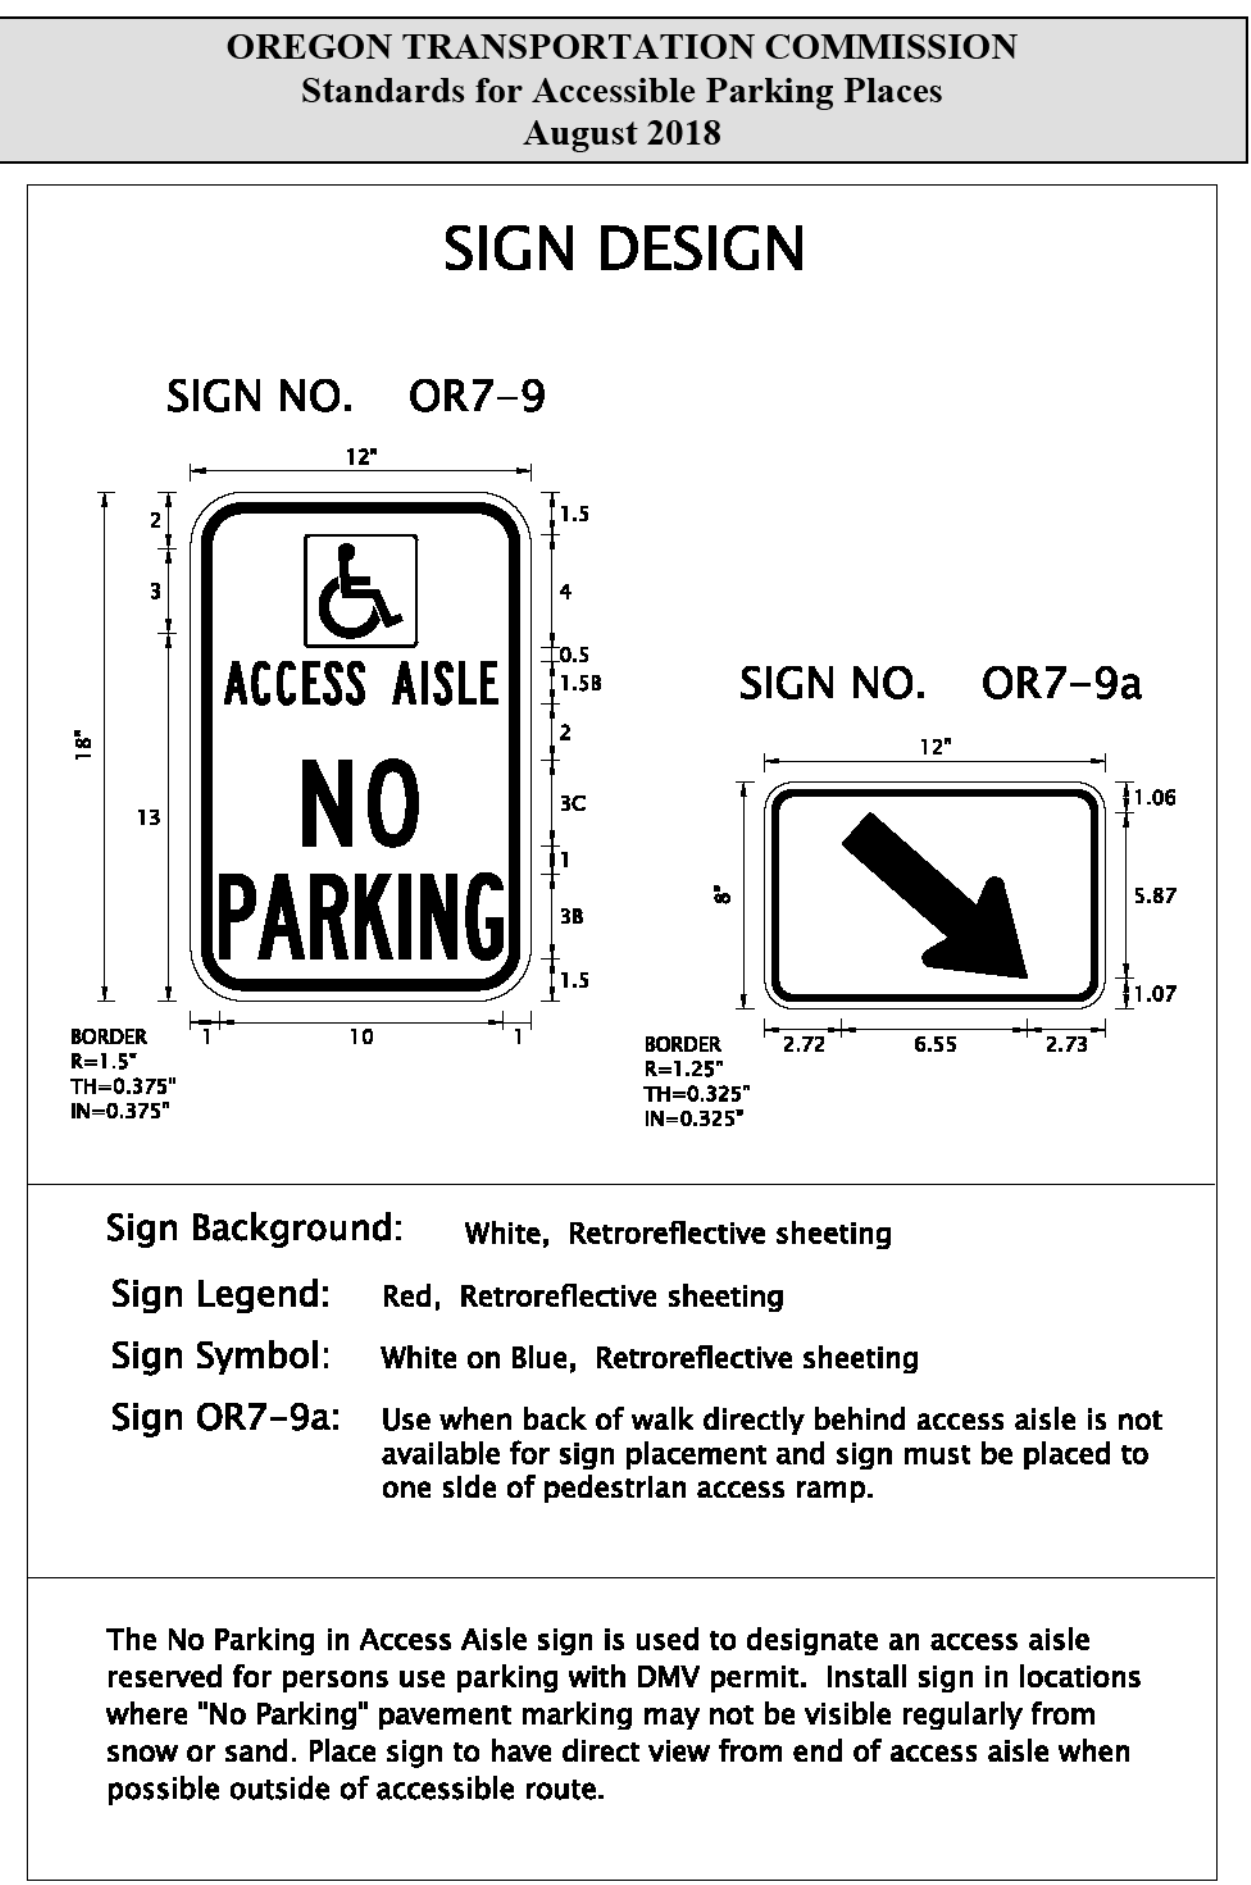 OREGON TRANSPORTATION COMMISSION
Standards for Accessible Parking Places
August 2018
SIGN DESIGN
SIGN NO. OR7-9
12"
2
3
13
18"
ACCESS AISLE
NO
PARKING
1.5
4
0.5
1.5B
2
3C
1
3B
1.5
1
10
1
BORDER
R=1.5"
TH=0.375"
IN=0.375"
SIGN NO. OR7-9a
12"
8"
1.06
5.87
1.07
2.72
6.55
2.73
BORDER
R=1.25"
TH=0.325"
IN=0.325"
Sign Background: White, Retroreflective sheeting
Sign Legend: Red, Retroreflective sheeting
Sign Symbol: White on Blue, Retroreflective sheeting
Sign OR7-9a: Use when back of walk directly behind access aisle is not
available for sign placement and sign must be placed to
one side of pedestrian access ramp.
The No Parking in Access Aisle sign is used to designate an access aisle
reserved for persons use parking with DMV permit. Install sign in locations
where "No Parking" pavement marking may not be visible regularly from
snow or sand. Place sign to have direct view from end of access aisle when
possible outside of accessible route.